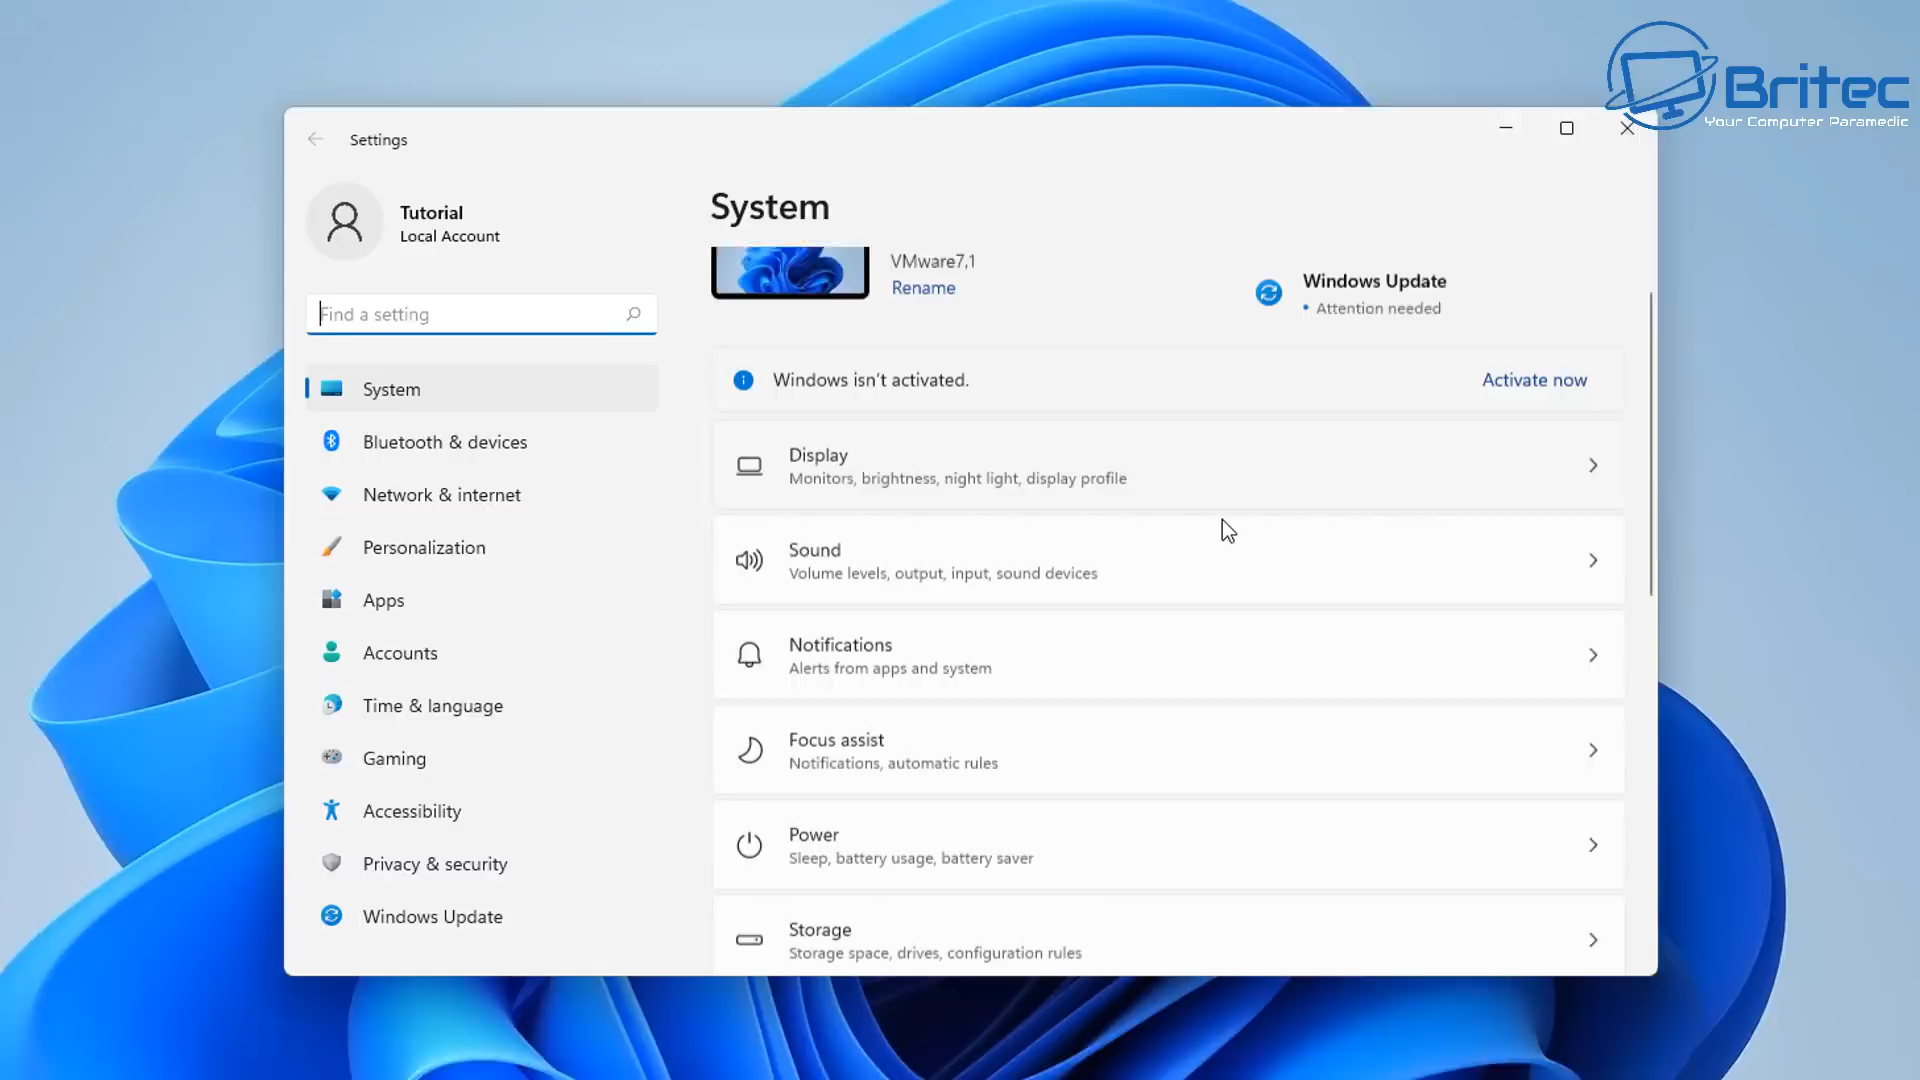 Britec
Your Computer Paramedic
Settings
Tutorial
Local Account
Find a setting
System
Bluetooth & devices
Network & internet
Personalization
Apps
Accounts
Time & language
Gaming
Accessibility
Privacy & security
Windows Update
System
VMware7,1
Rename
Windows Update
• Attention needed
Windows isn't activated.
Activate now
Display
Monitors, brightness, night light, display profile
Sound
Volume levels, output, input, sound devices
Notifications
Alerts from apps and system
Focus assist
Notifications, automatic rules
Power
Sleep, battery usage, battery saver
Storage
Storage space, drives, configuration rules